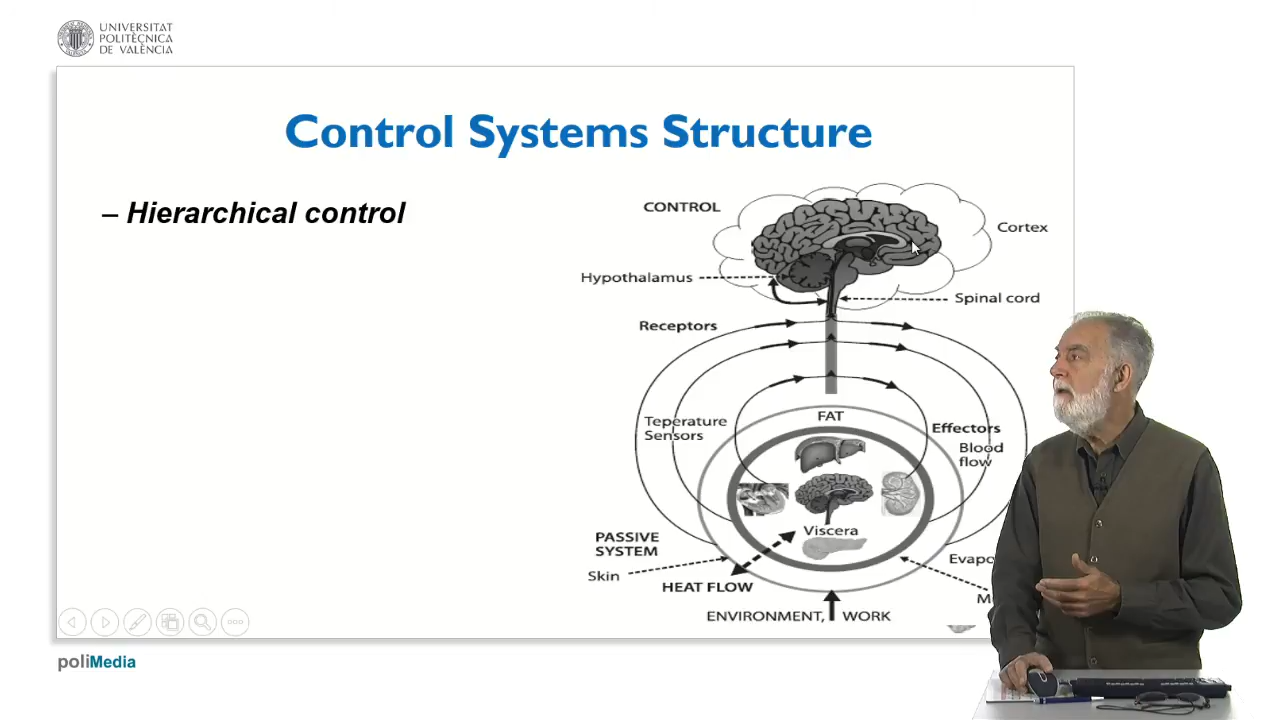 UNIVERSITAT
POLITÈCNICA
DE VALÈNCIA
Control Systems Structure
– Hierarchical control
CONTROL
Cortex
Hypothalamus
Spinal cord
Receptors
FAT
Teperature
Sensors
Effectors
Blood
flow
Viscera
PASSIVE
SYSTEM
Skin
HEAT FLOW
ENVIRONMENT, WORK
poliMedia